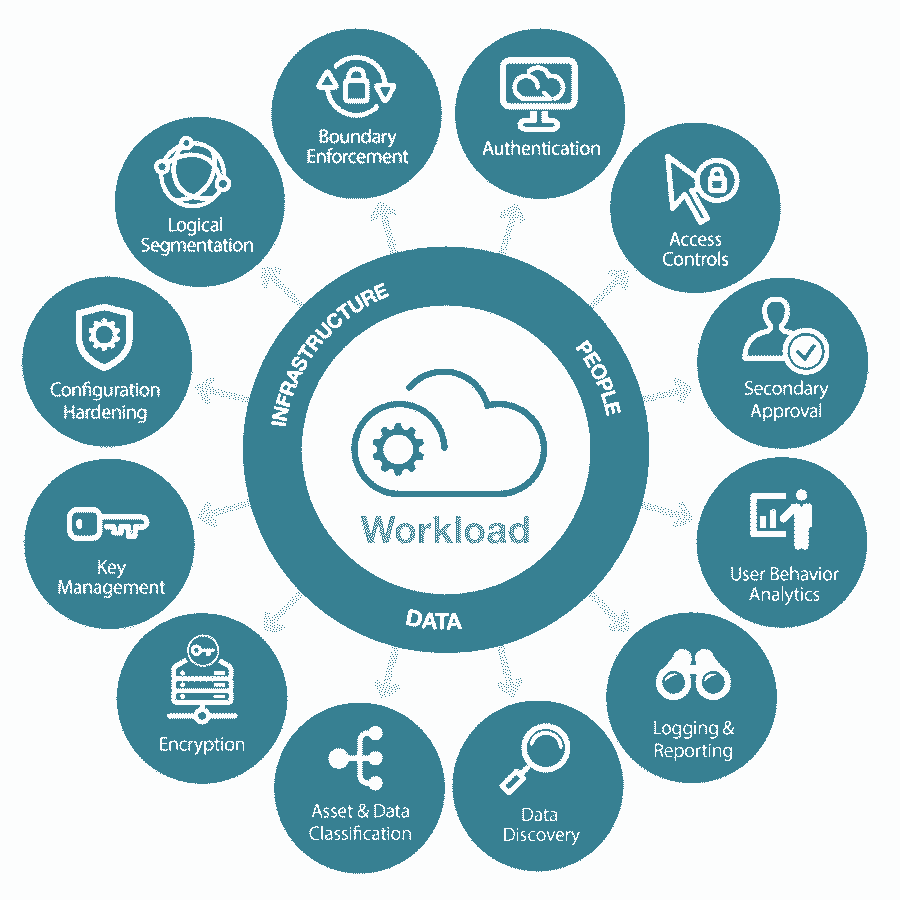 Boundary
Enforcement
Authentication
Access
Controls
Secondary
Approval
User Behavior
Analytics
Logging &
Reporting
Data
Discovery
Asset & Data
Classification
Encryption
Key
Management
Configuration
Hardening
Logical
Segmentation
INFRASTRUCTURE
PEOPLE
DATA
Workload